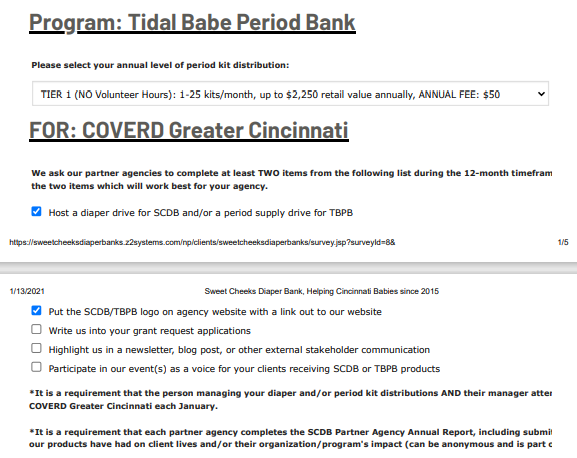 Program: Tidal Babe Period Bank
Please select your annual level of period kit distribution:
TIER 1 (NO Volunteer Hours): 1-25 kits/month, up to $2,250 retail value annually, ANNUAL FEE: $50
FOR: COVERD Greater Cincinnati
We ask our partner agencies to complete at least TWO items from the following list during the 12-month
the two items which will work best for your agency.
Host a diaper drive for SCDB and/or a period supply drive for TBPB
https://sweetcheeksdiaperbanks.z2systems.com/np/clients/sweetcheeksdiaperbanks/survey.jsp?surveyId=8& 1/5
1/13/2021 Sweet Cheeks Diaper Bank, Helping Cincinnati Babies since 2015
Put the SCDB/TBPB logo on agency website with a link out to our website
Write us into your grant request applications
Highlight us in a newsletter, blog post, or other external stakeholder communication
Participate in our event(s) as a voice for your clients receiving SCDB or TBPB products
*It is a requirement that the person managing your diaper and/or period kit distributions AND their manager
COVERD Greater Cincinnati each January.
*It is a requirement that each partner agency completes the SCDB Partner Agency Annual Report, including
our products have had on client lives and/or their organization/program's impact (can be anonymous and is part